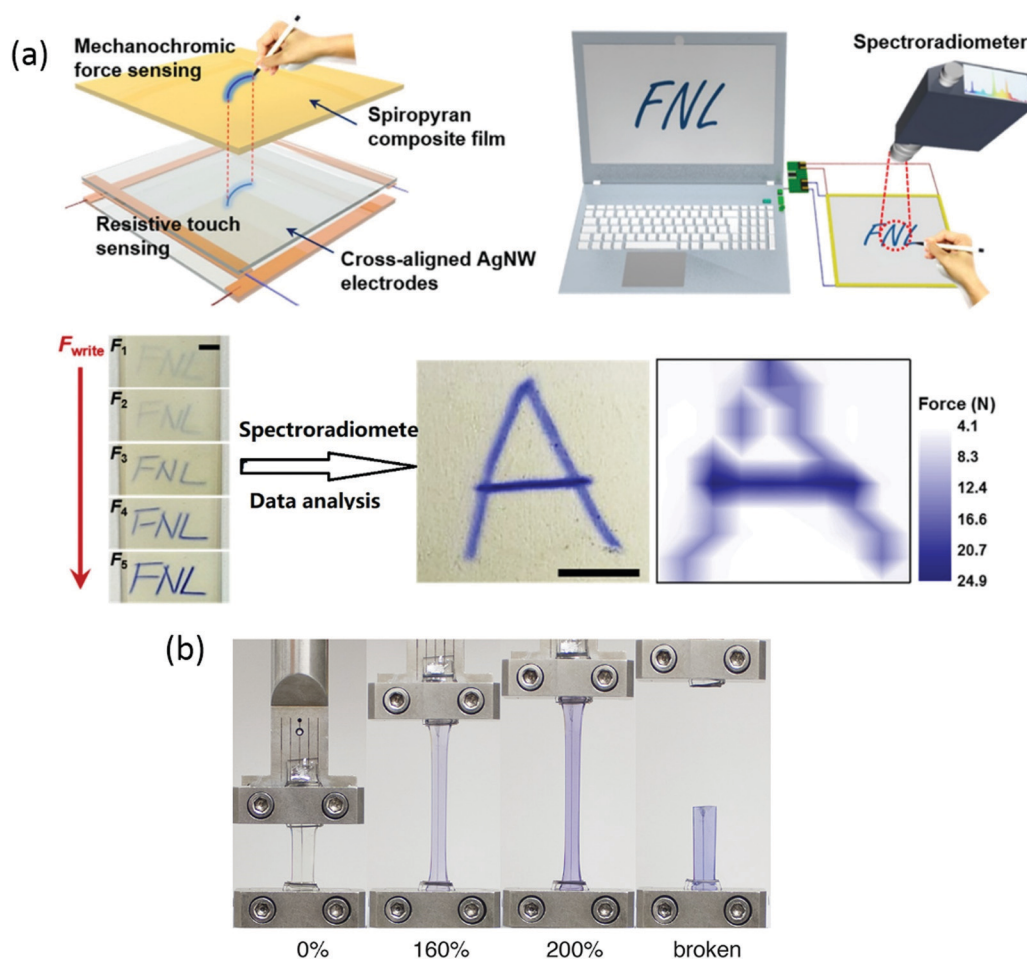 (a)
Mechanochromic
force sensing
Spiropyran
composite film
Resistive touch
sensing
Cross-aligned AgNW
electrodes
FNL
Spectroradiometer
FNL
Fwrite
F1
FNL
F2
FNL
F3
FNL
F4
FNL
F5
FNL
Spectroradiomete
Data analysis
A
A
Force (N)
4.1
8.3
12.4
16.6
20.7
24.9
(b)
0%
160%
200%
broken